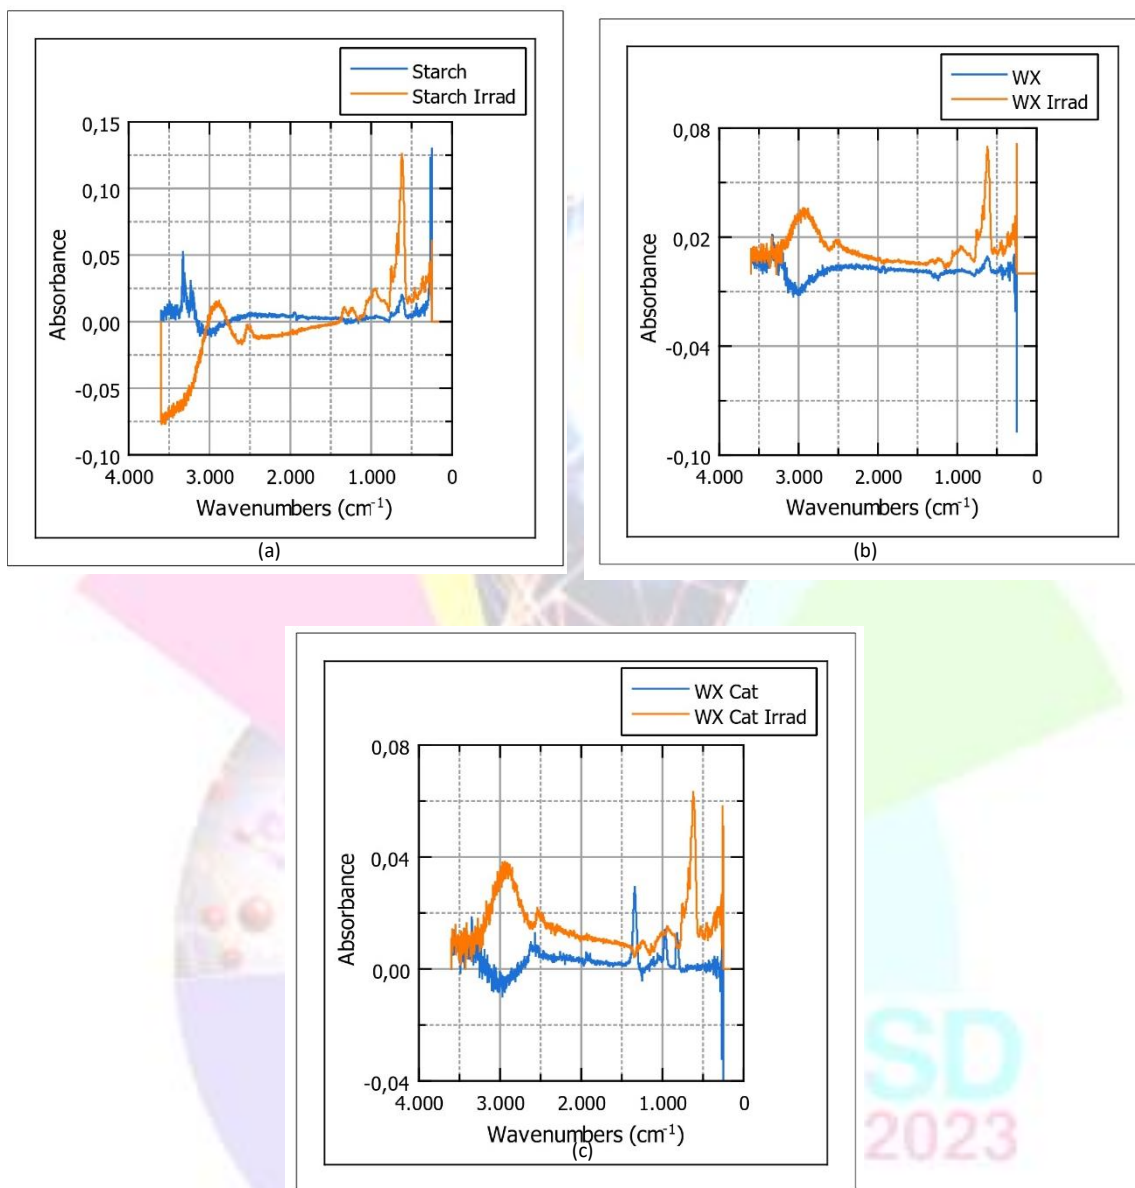 Starch
Starch Irrad
0,15
0,10
0,05
0,00
-0,05
-0,10
Absorbance
4.000 3.000 2.000 1.000 0
Wavenumbers (cm⁻¹)
(a)
WX
WX Irrad
0,08
0,02
-0,04
-0,10
Absorbance
4.000 3.000 2.000 1.000 0
Wavenumbers (cm⁻¹)
(b)
WX Cat
WX Cat Irrad
0,08
0,04
0,00
-0,04
Absorbance
4.000 3.000 2.000 1.000 0
Wavenumbers (cm⁻¹)
(c)
SD
2023